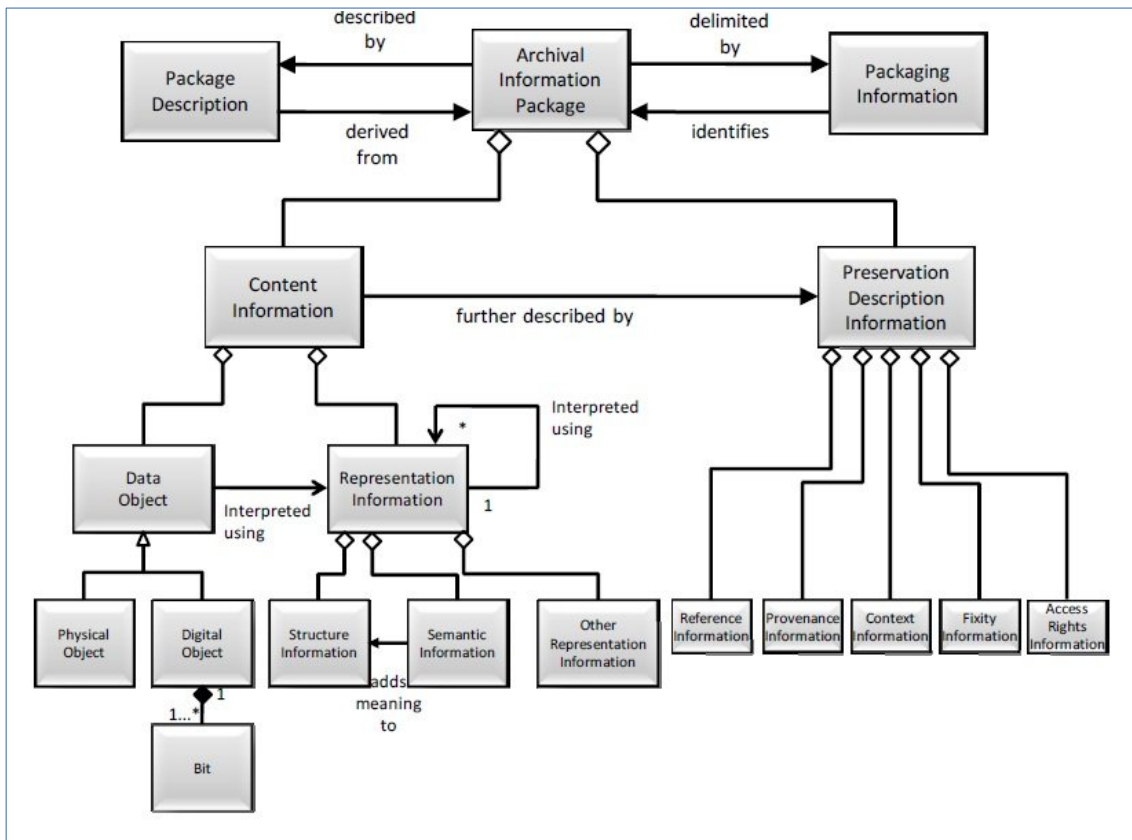 described
by
delimited
by
Package
Description
Archival
Information
Package
Packaging
Information
derived
from
identifies
Content
Information
further described by
Preservation
Description
Information
Data
Object
Interpreted
using
Representation
Information
*
1
Interpreted
using
Physical
Object
Digital
Object
Structure
Information
Semantic
Information
Other
Representation
Information
Reference
Information
Provenance
Information
Context
Information
Fixity
Information
Access
Rights
Information
adds
meaning
to
1
1...*
Bit